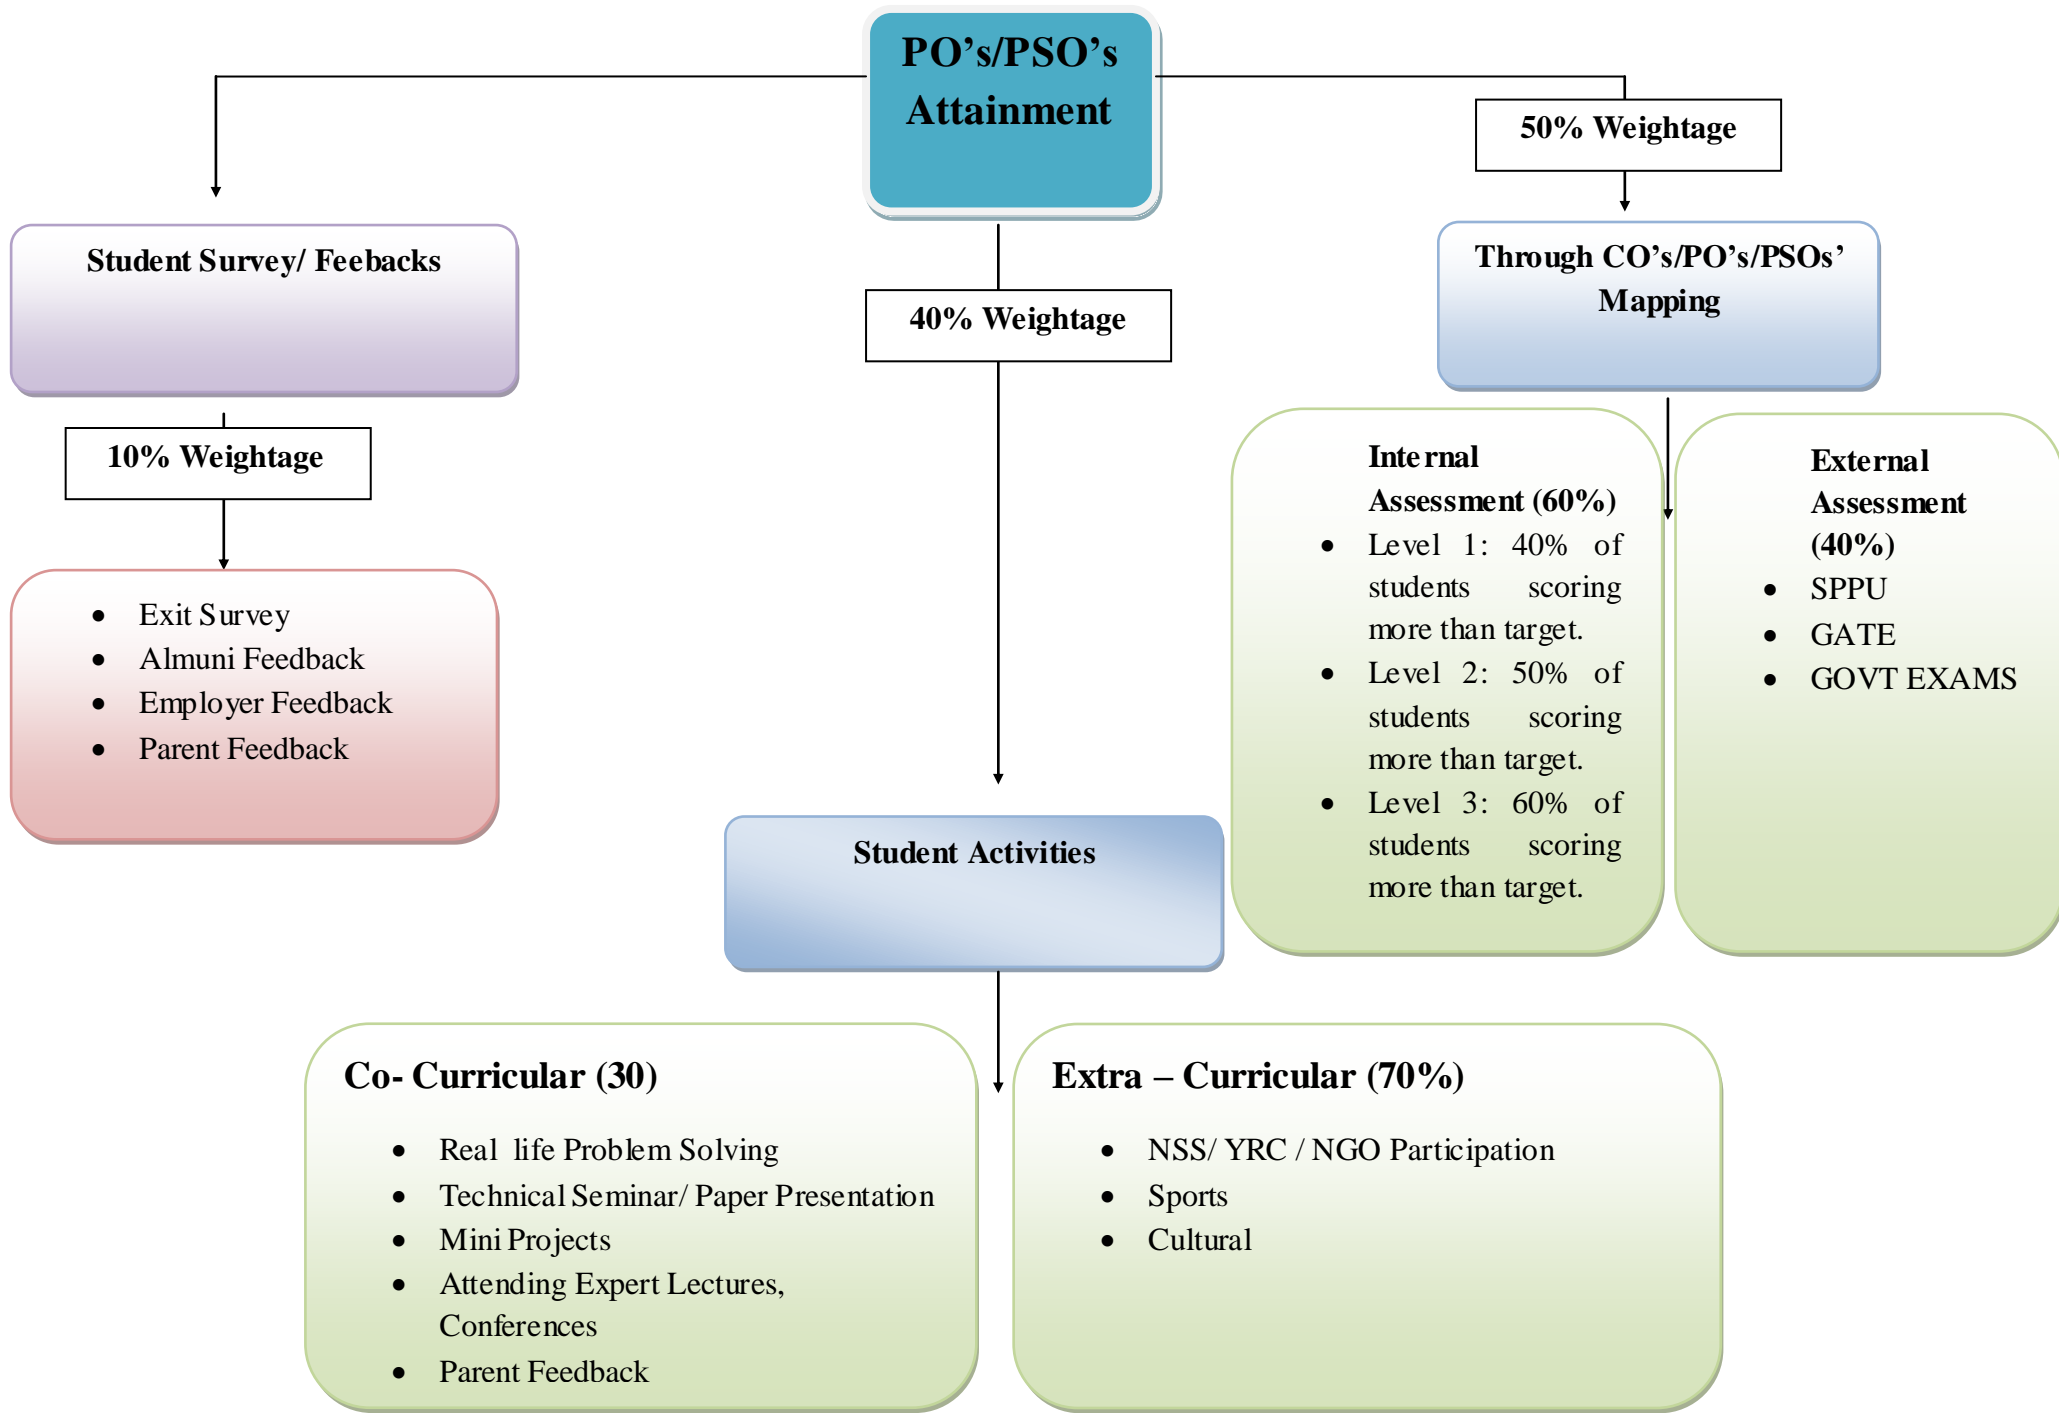 PO’s/PSO’s
Attainment
50% Weightage
Student Survey/ Feebacks
Through CO’s/PO’s/PSOs’
Mapping
40% Weightage
10% Weightage
Internal
Assessment (60%)
• Level 1: 40% of
students scoring
more than target.
• Level 2: 50% of
students scoring
more than target.
• Level 3: 60% of
students scoring
more than target.
External
Assessment
(40%)
• SPPU
• GATE
• GOVT EXAMS
• Exit Survey
• Almuni Feedback
• Employer Feedback
• Parent Feedback
Student Activities
Co- Curricular (30)
• Real life Problem Solving
• Technical Seminar/ Paper Presentation
• Mini Projects
• Attending Expert Lectures,
Conferences
• Parent Feedback
Extra – Curricular (70%)
• NSS/ YRC / NGO Participation
• Sports
• Cultural